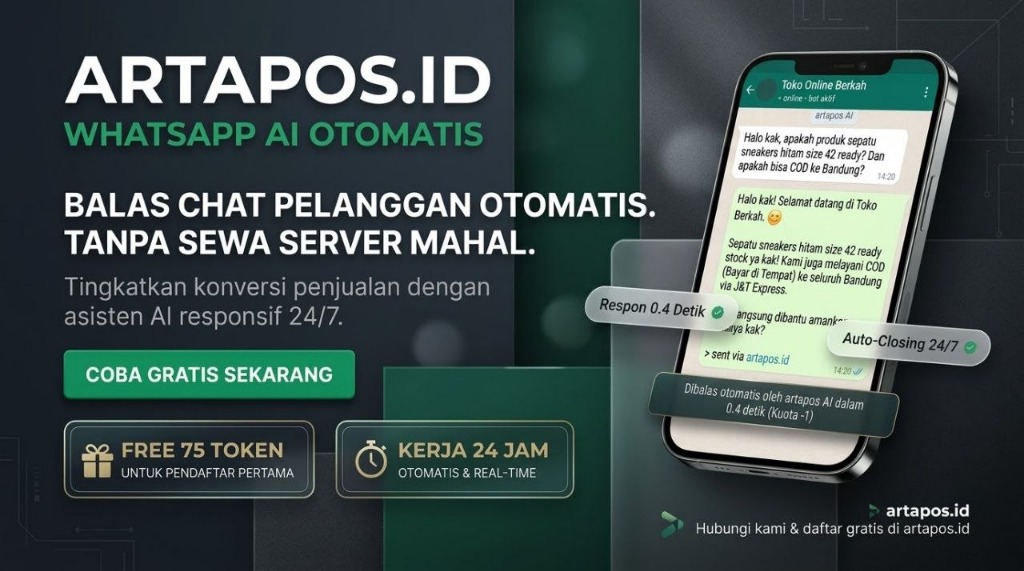 ARTAPOS.ID
WHATSAPP AI OTOMATIS
BALAS CHAT PELANGGAN OTOMATIS.
TANPA SEWA SERVER MAHAL.
Tingkatkan konversi penjualan dengan
asisten AI responsif 24/7.
COBA GRATIS SEKARANG
FREE 75 TOKEN
UNTUK PENDAFTAR PERTAMA
KERJA 24 JAM
OTOMATIS & REAL-TIME
Toko Online Berkah
• online - bot aktif
artapos AI
Halo kak, apakah produk sepatu
sneakers hitam size 42 ready? Dan
apakah bisa COD ke Bandung?
14:20
Halo kak! Selamat datang di Toko
Berkah. 😊
Sepatu sneakers hitam size 42 ready
stock ya kak! Kami juga melayani COD
(Bayar di Tempat) ke seluruh Bandung
via J&T Express.
dibantu
kak?
> sent via artapos.id
14:20
Respon 0.4 Detik
Auto-Closing 24/7
Dibalas otomatis oleh artapos AI dalam
0.4 detik (Kuota -1)
artapos.id
Hubungi kami & daftar gratis di artapos.id